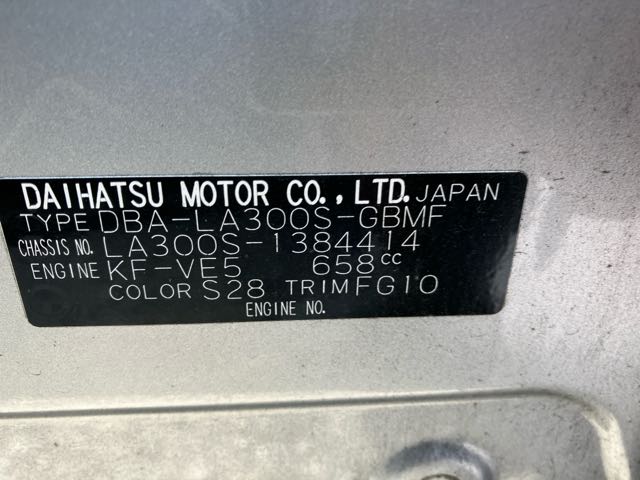 DAIHATSU MOTOR CO., LTD. JAPAN
TYPE DBA-LA300S-GBMF
CHASSIS NO. LA300S-1384414
ENGINE KF-VE5 658cc
COLOR S28 TRIM FG10
ENGINE NO.